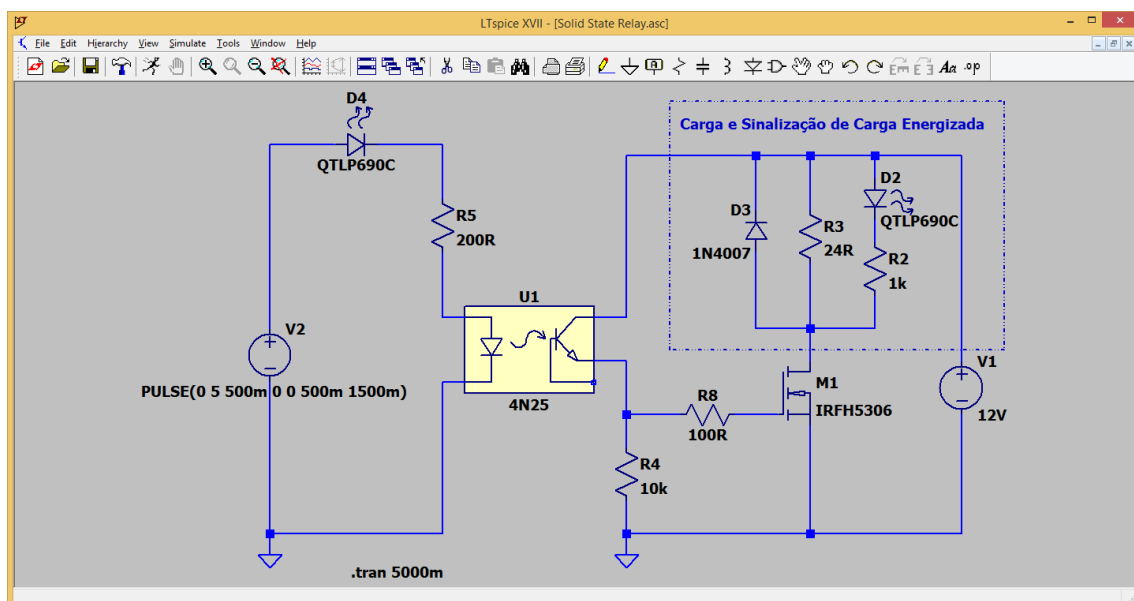 LTspice XVII - [Solid State Relay.asc]
File Edit Hierarchy View Simulate Tools Window Help
Aa .op
D4
QTLP690C
R5
200R
V2
PULSE(0 5 500m 0 0 500m 1500m)
U1
4N25
Carga e Sinalização de Carga Energizada
D3
1N4007
R3
24R
D2
QTLP690C
R2
1k
R8
100R
M1
IRFH5306
V1
12V
R4
10k
.tran 5000m